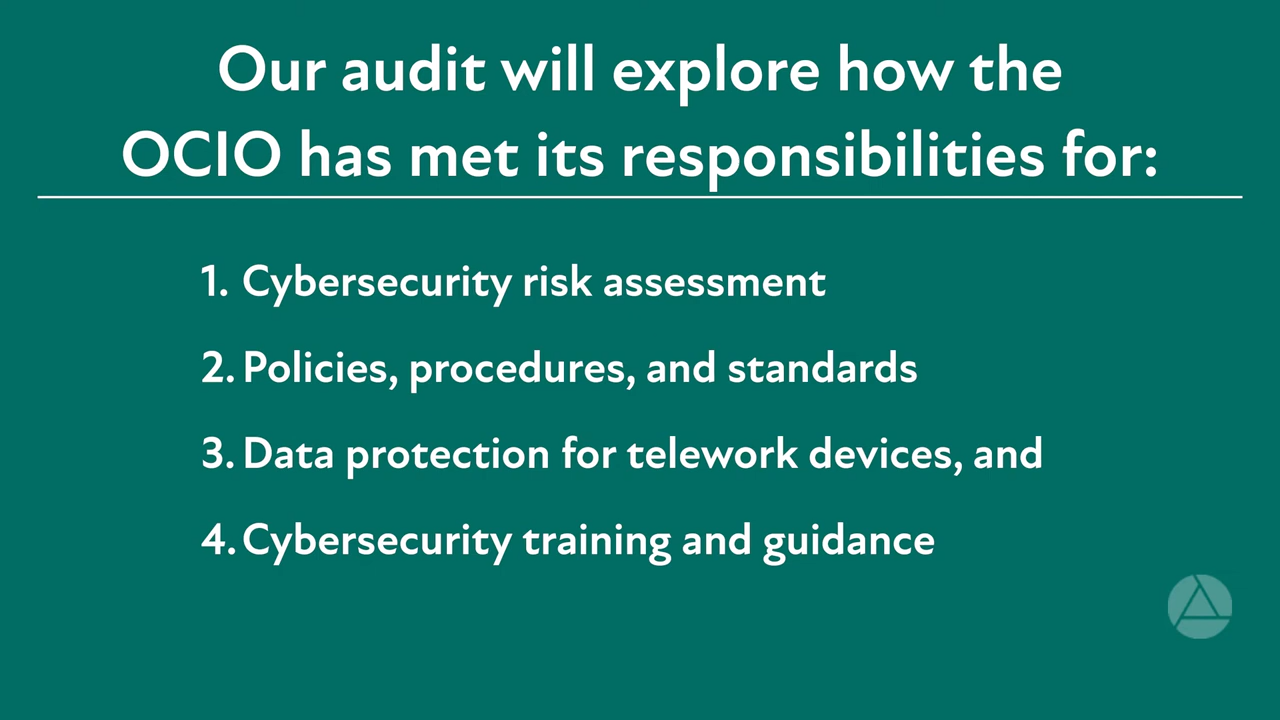 Our audit will explore how the
OCIO has met its responsibilities for:
1. Cybersecurity risk assessment
2. Policies, procedures, and standards
3. Data protection for telework devices, and
4. Cybersecurity training and guidance